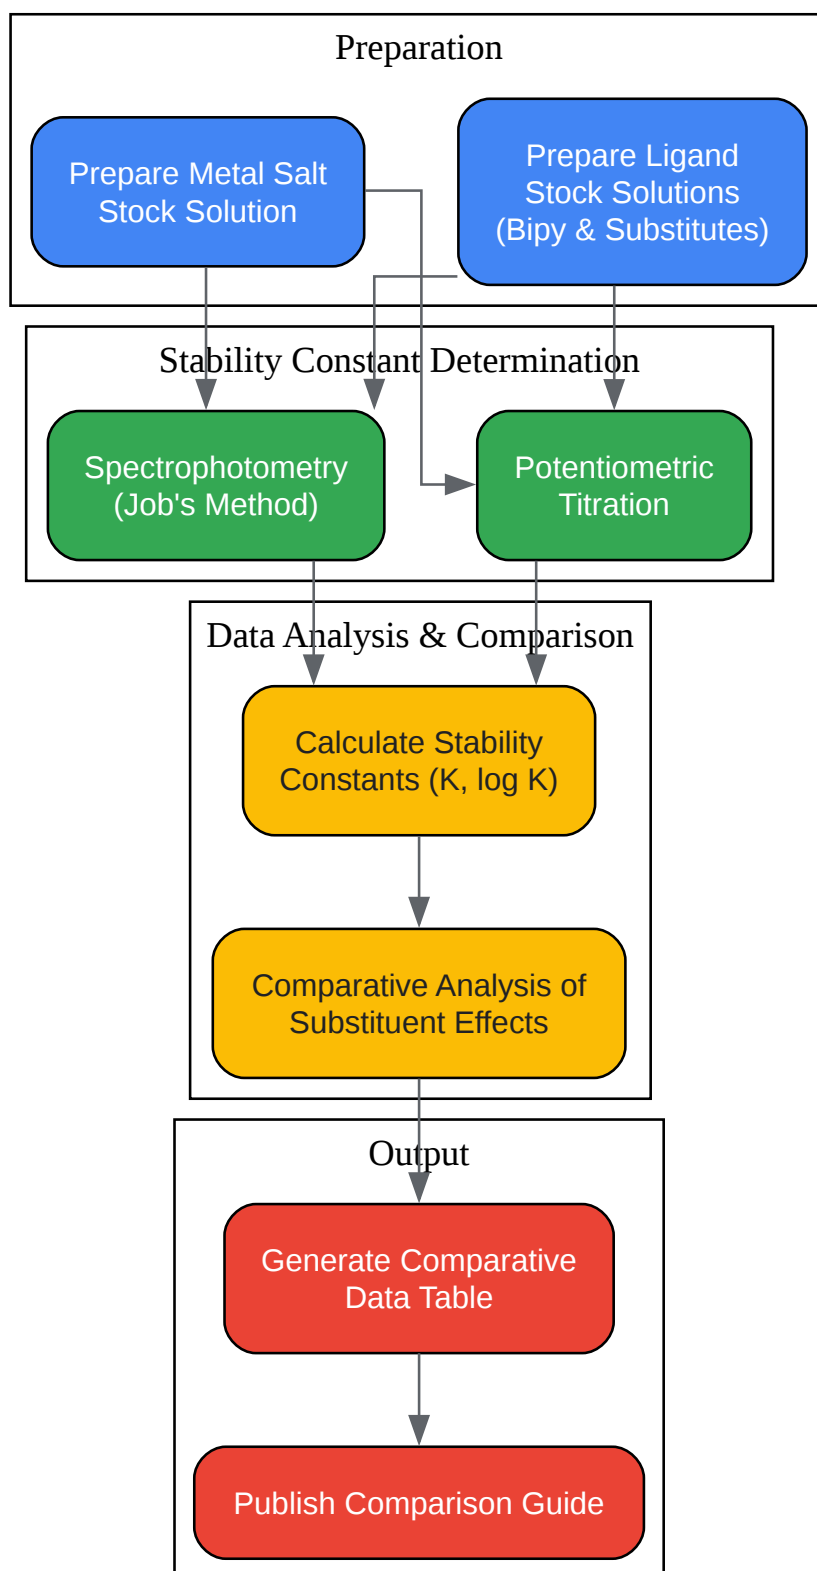 Preparation
Prepare Metal Salt
Stock Solution
Prepare Ligand
Stock Solutions
(Bipy & Substitutes)
Stability Constant Determination
Spectrophotometry
(Job's Method)
Potentiometric
Titration
Data Analysis & Comparison
Calculate Stability
Constants (K, log K)
Comparative Analysis of
Substituent Effects
Output
Generate Comparative
Data Table
Publish Comparison Guide